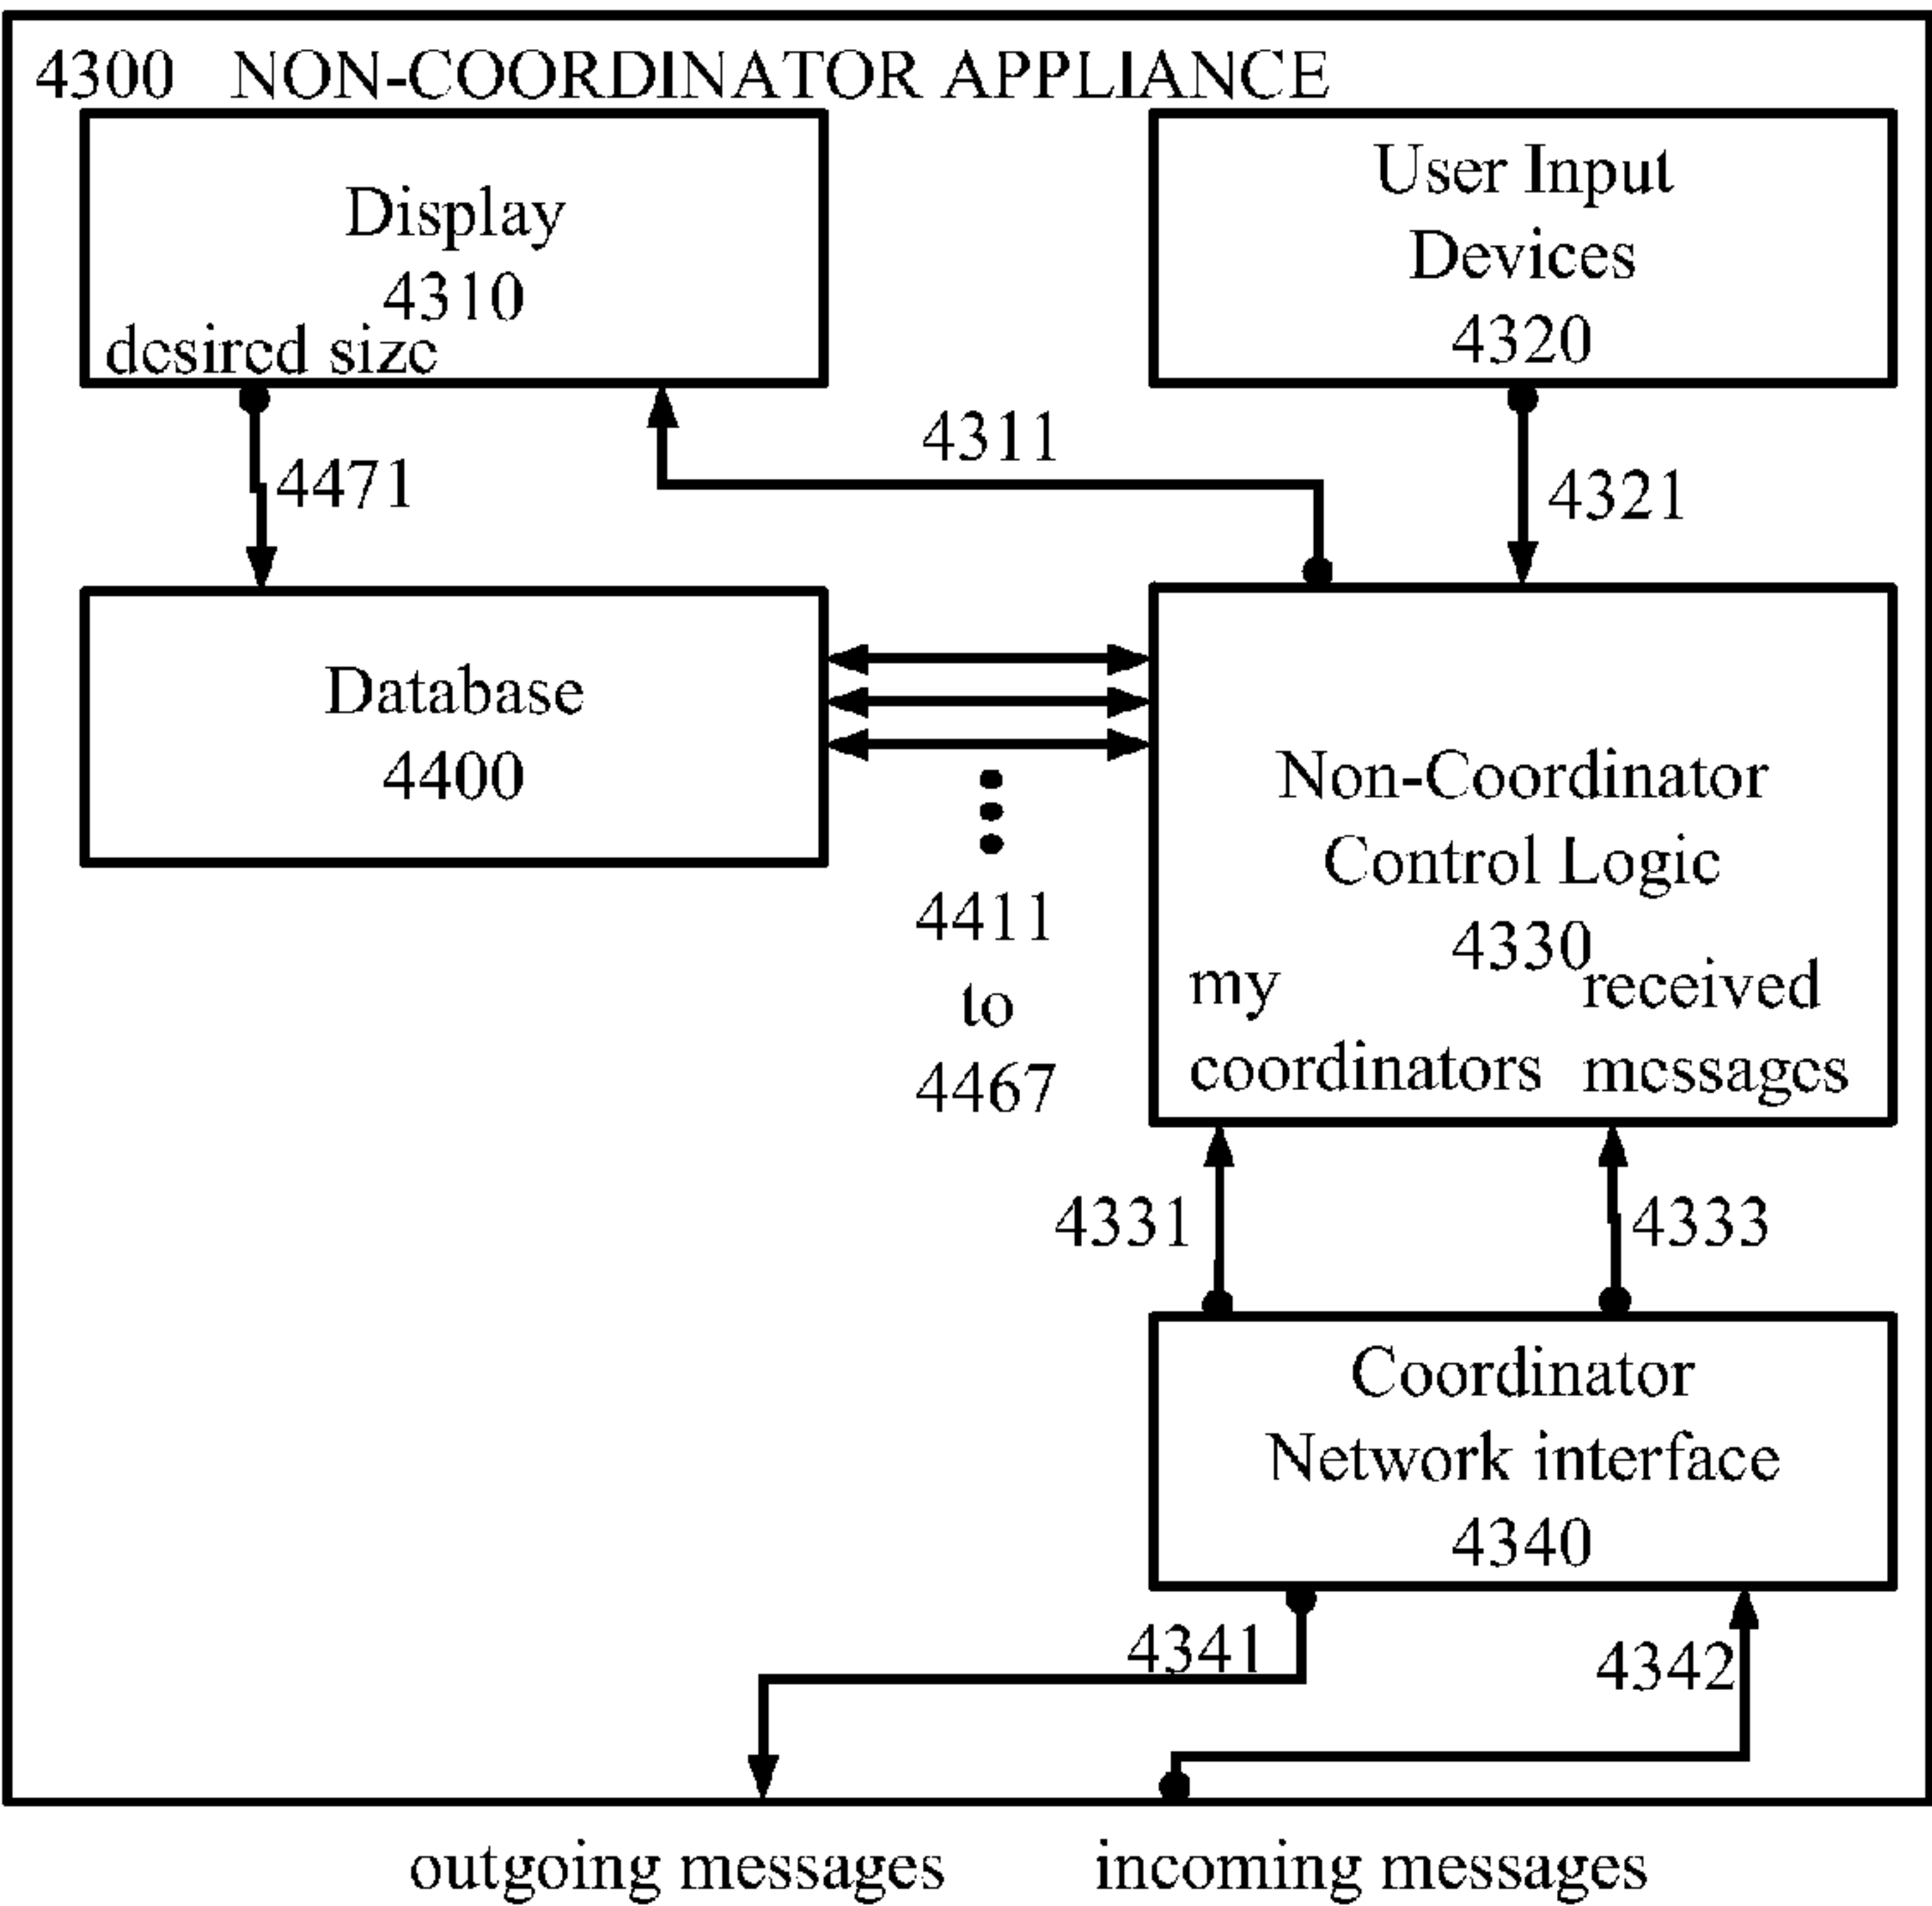 4300 NON-COORDINATOR APPLIANCE
Display
4310
desired size
User Input
Devices
4320
4311
4471
4321
Database
4400
Non-Coordinator
Control Logic
4330
my
coordinators
received
messages
4411
to
4467
4331
4333
Coordinator
Network interface
4340
4341
4342
outgoing messages
incoming messages